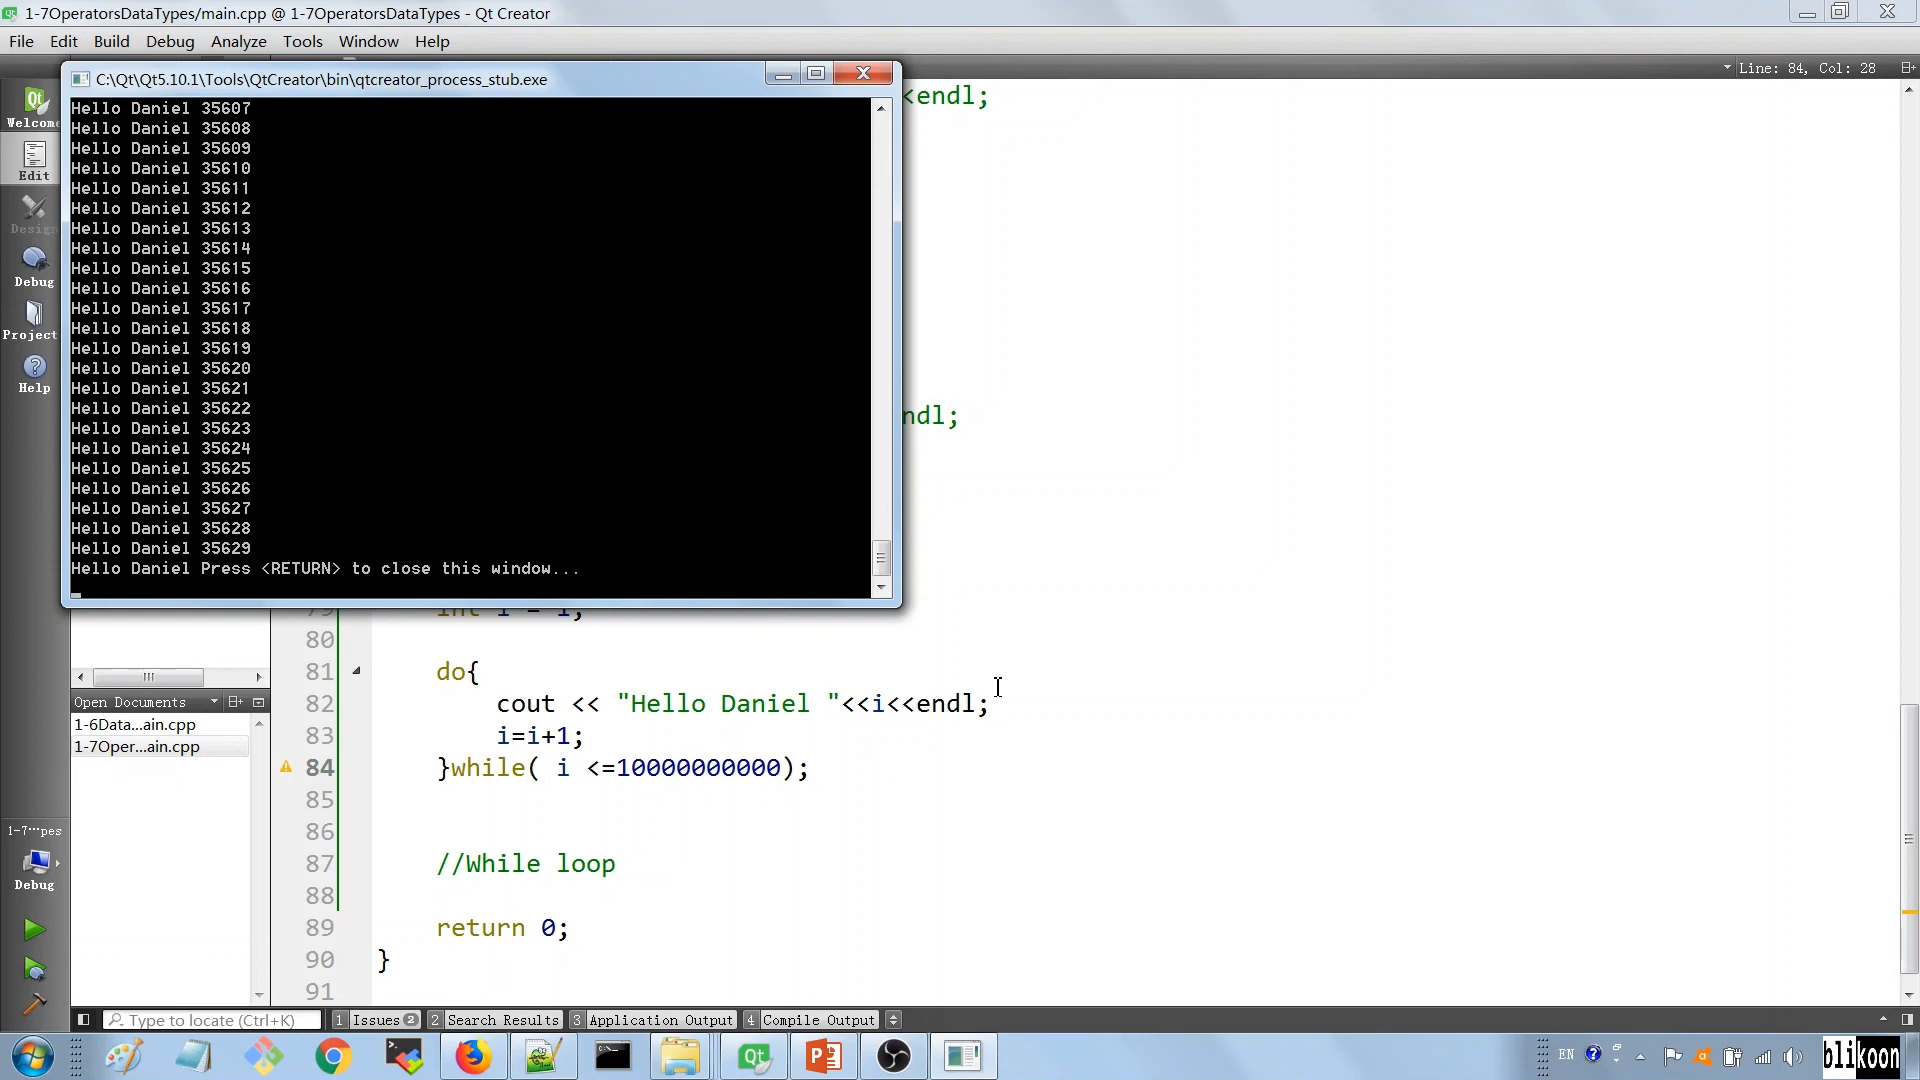 1-7OperatorsDataTypes/main.cpp @ 1-7OperatorsDataTypes - Qt Creator
File Edit Build Debug Analyze Tools Window Help
Line: 84, Col: 28
C:\Qt\Qt5.10.1\Tools\QtCreator\bin\qtcreator_process_stub.exe
Welcome
Edit
Design
Debug
Project
Help
Hello Daniel 35607
Hello Daniel 35608
Hello Daniel 35609
Hello Daniel 35610
Hello Daniel 35611
Hello Daniel 35612
Hello Daniel 35613
Hello Daniel 35614
Hello Daniel 35615
Hello Daniel 35616
Hello Daniel 35617
Hello Daniel 35618
Hello Daniel 35619
Hello Daniel 35620
Hello Daniel 35621
Hello Daniel 35622
Hello Daniel 35623
Hello Daniel 35624
Hello Daniel 35625
Hello Daniel 35626
Hello Daniel 35627
Hello Daniel 35628
Hello Daniel 35629
Hello Daniel Press <RETURN> to close this window...
<endl;
ndl;
79 int i = 1;
80
81 do{
82 cout << "Hello Daniel "<<i<<endl;
83 i=i+1;
84 }while( i <=10000000000);
85
86
87 //While loop
88
89 return 0;
90 }
91
Open Documents
1-6Data...ain.cpp
1-7Oper...ain.cpp
1-7···pes
Debug
Type to locate (Ctrl+K) 1 Issues 2 2 Search Results 3 Application Output 4 Compile Output
EN
blikoon